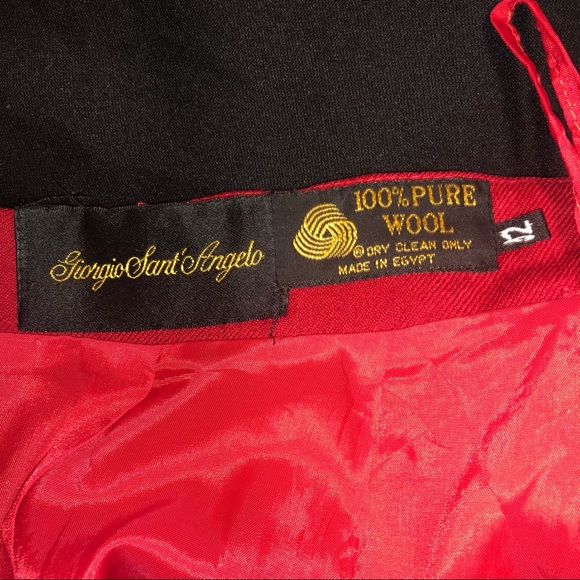 Giorgio Sant' Angelo
100% PURE
WOOL
® DRY CLEAN ONLY
MADE IN EGYPT
12